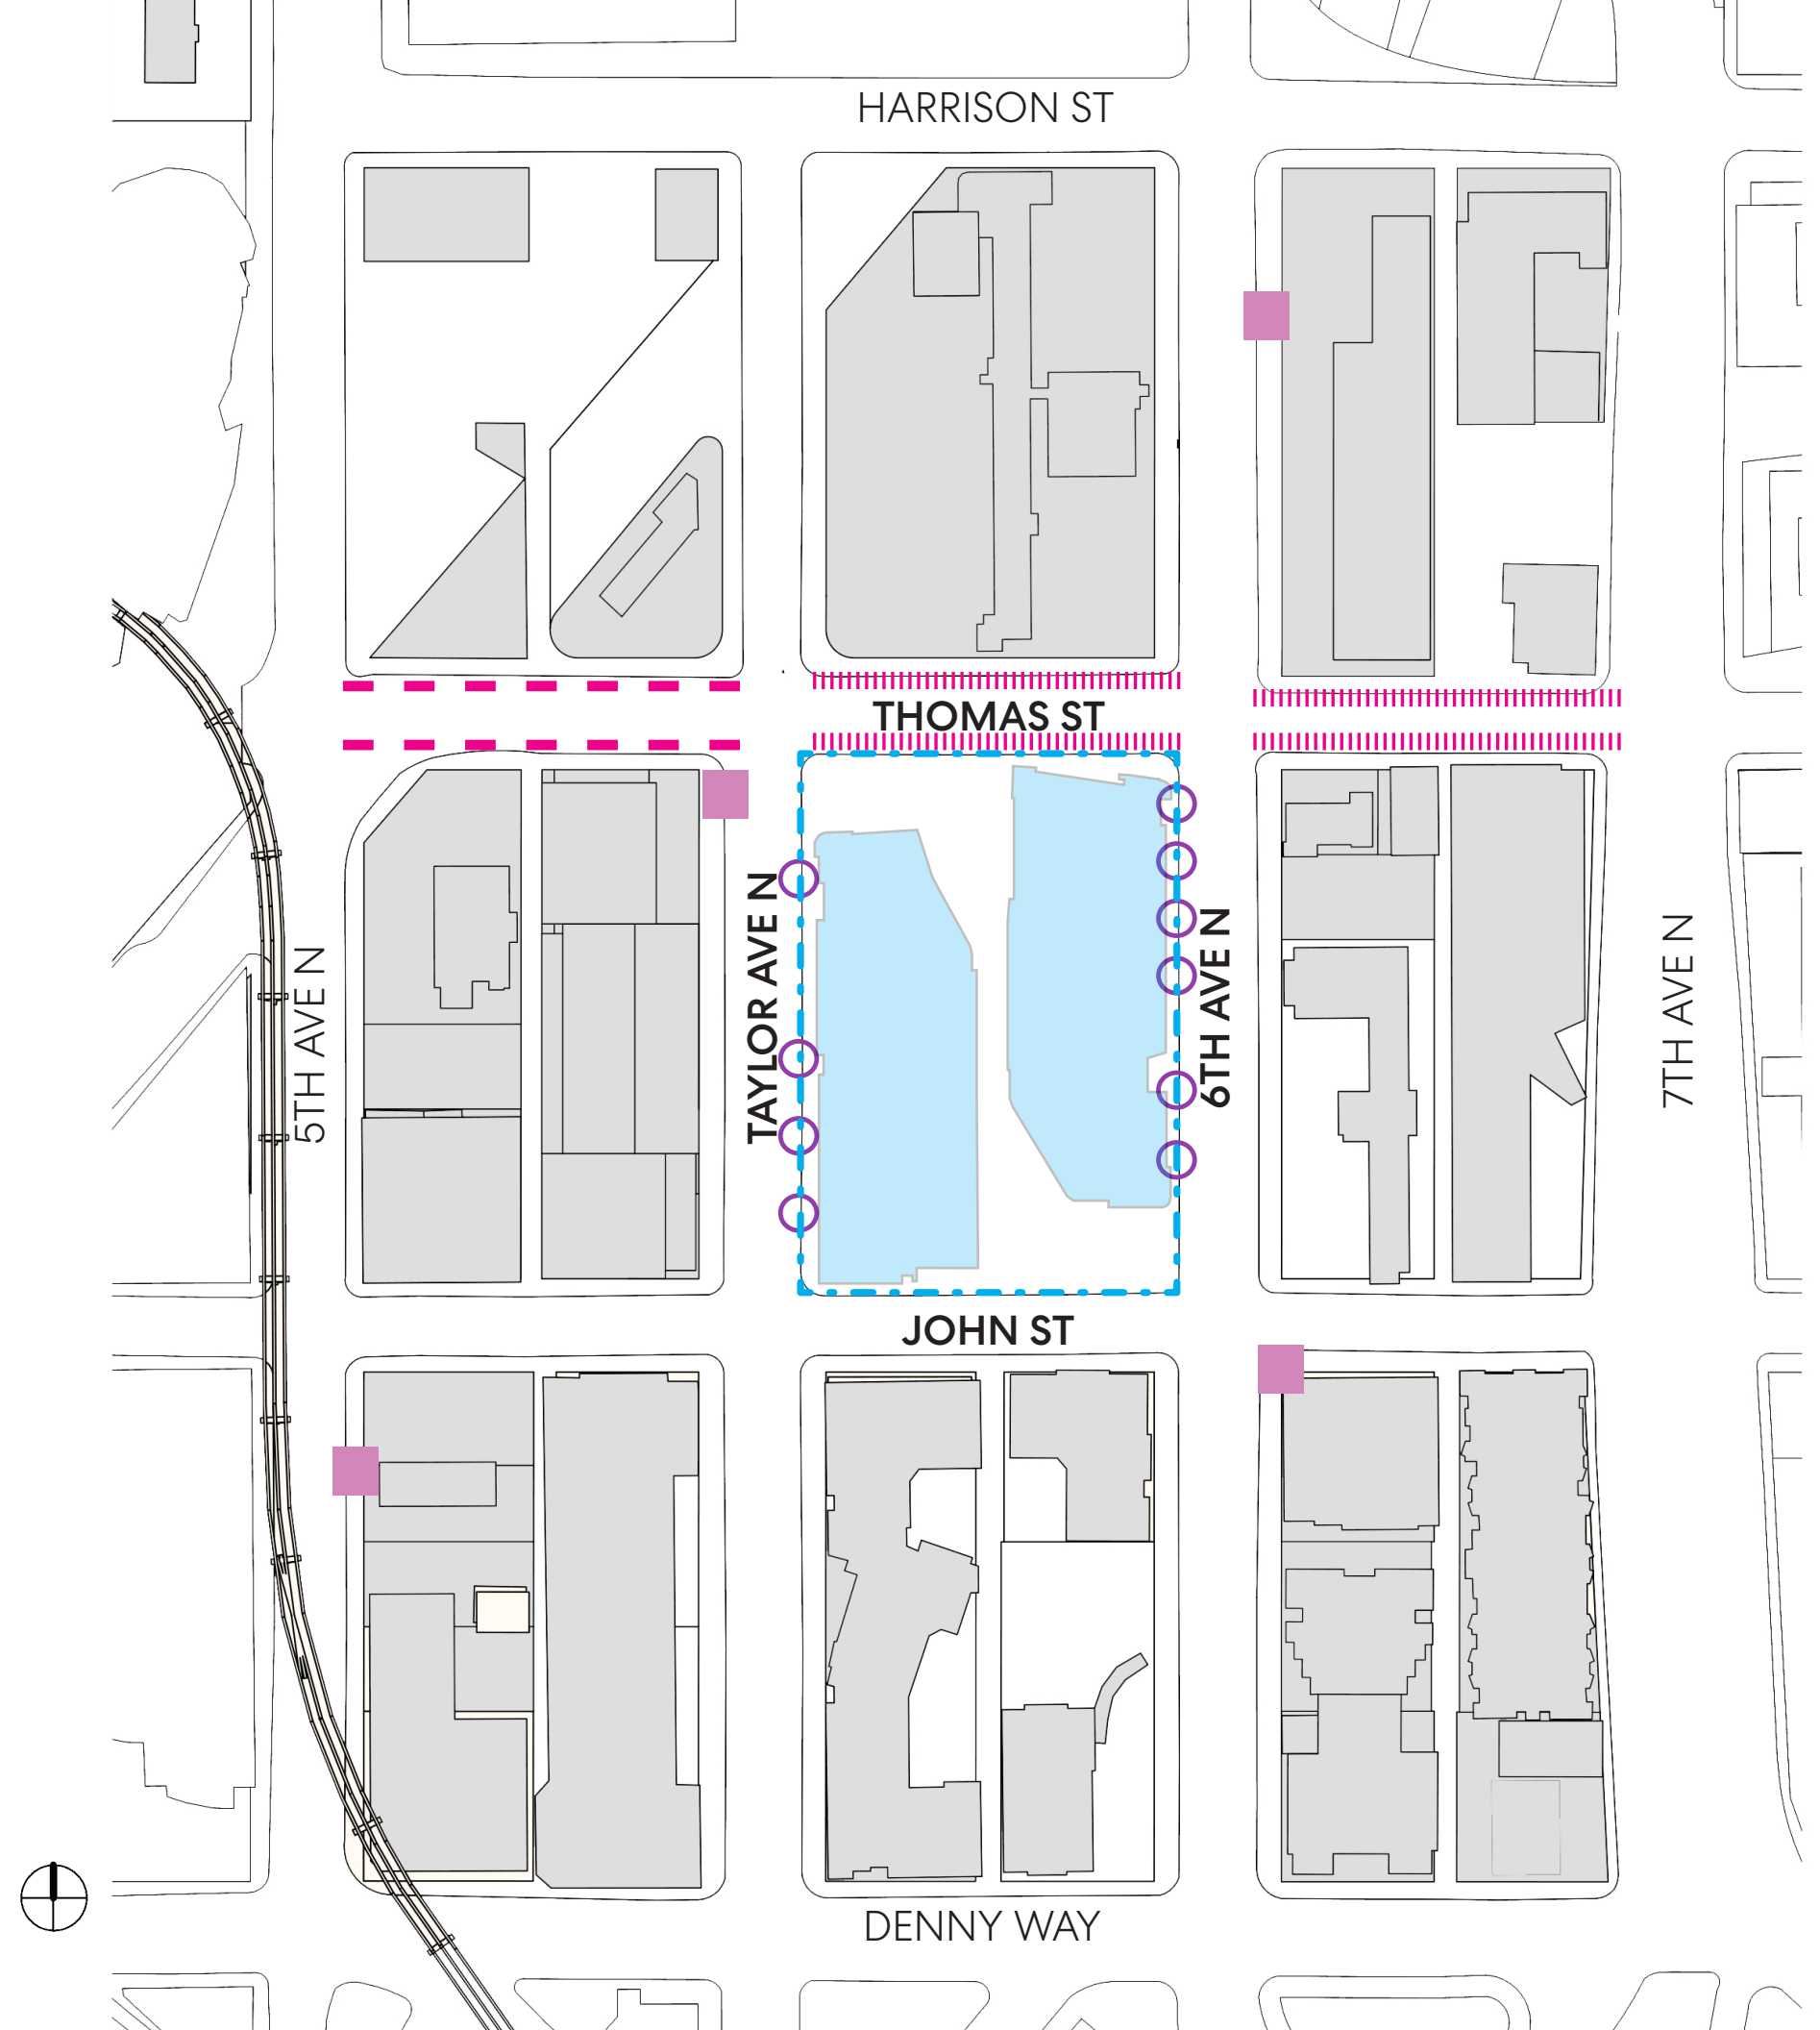 HARRISON ST
THOMAS ST
5TH AVE N
TAYLOR AVE N
6TH AVE N
7TH AVE N
JOHN ST
DENNY WAY